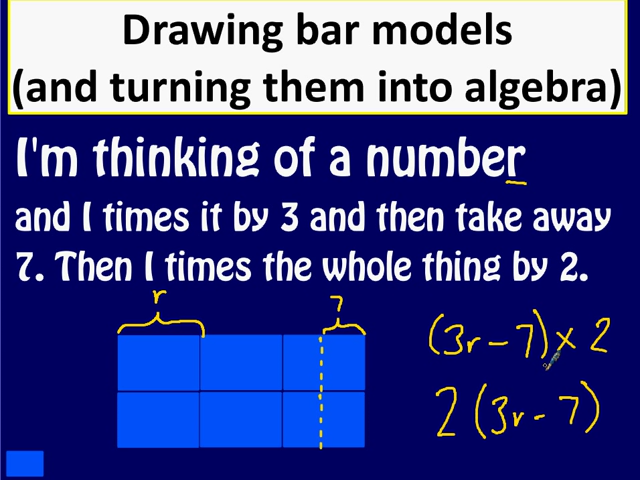 Drawing bar models
(and turning them into algebra)
I'm thinking of a number
and I times it by 3 and then take away
7. Then I times the whole thing by 2.
r 7
(3r - 7) × 2
2 (3r - 7)